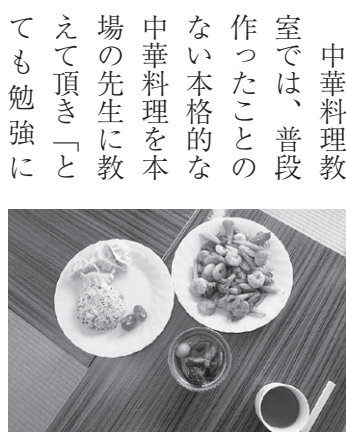 中華料理教
室では、普段
作ったことの
ない本格的な
中華料理を本
場の先生に教
えて頂き「と
ても勉強に